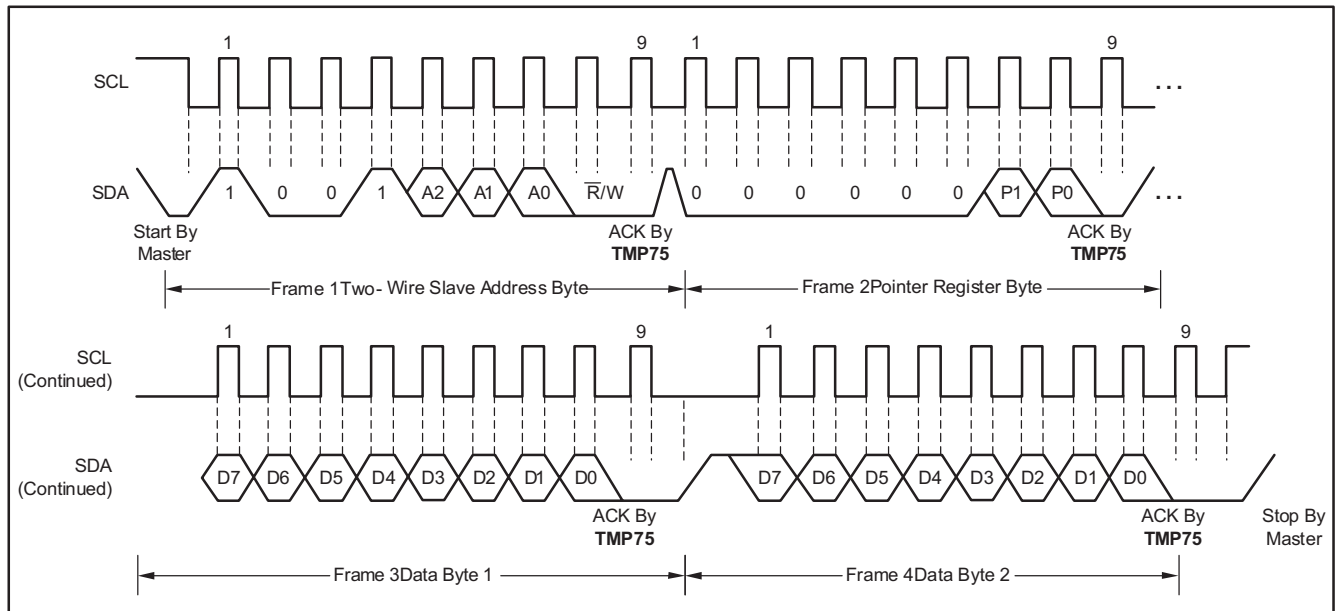 1 9 1 9
SCL ...
SDA 1 0 0 1 A2 A1 A0 R̅/W 0 0 0 0 0 0 P1 P0 ...
Start By
Master
ACK By
TMP75
ACK By
TMP75
Frame 1Two- Wire Slave Address Byte
Frame 2Pointer Register Byte
1 9 1 9
SCL
(Continued)
SDA
(Continued)
D7 D6 D5 D4 D3 D2 D1 D0 D7 D6 D5 D4 D3 D2 D1 D0
ACK By
TMP75
ACK By
TMP75
Stop By
Master
Frame 3Data Byte 1
Frame 4Data Byte 2